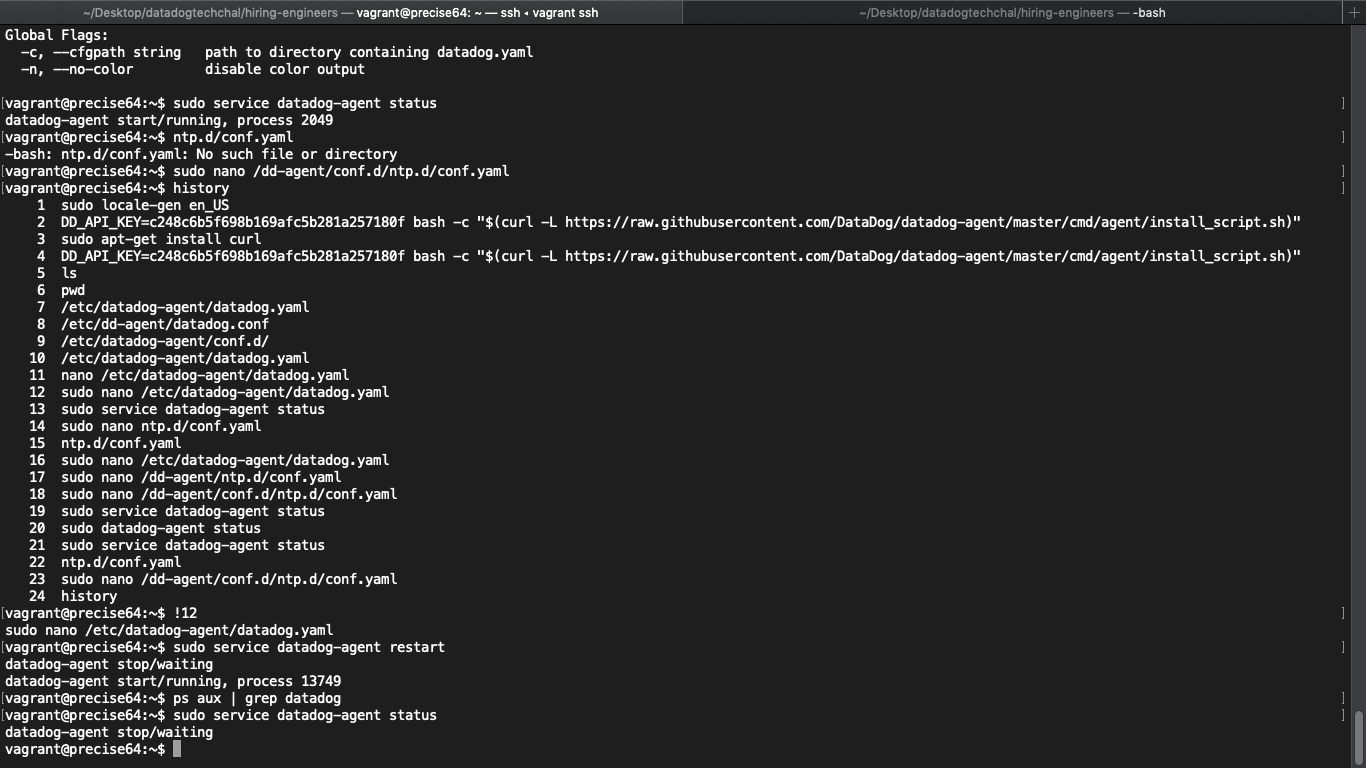 ~/Desktop/datadogtechchal/hiring-engineers — vagrant@precise64: ~ — ssh ◂ vagrant ssh
~/Desktop/datadogtechchal/hiring-engineers — -bash
Global Flags:
  -c, --cfgpath string   path to directory containing datadog.yaml
  -n, --no-color         disable color output
[vagrant@precise64:~$ sudo service datadog-agent status ]
datadog-agent start/running, process 2049
[vagrant@precise64:~$ ntp.d/conf.yaml ]
-bash: ntp.d/conf.yaml: No such file or directory
[vagrant@precise64:~$ sudo nano /dd-agent/conf.d/ntp.d/conf.yaml ]
[vagrant@precise64:~$ history ]
    1  sudo locale-gen en_US
    2  DD_API_KEY=c248c6b5f698b169afc5b281a257180f bash -c "$(curl -L https://raw.githubusercontent.com/DataDog/datadog-agent/master/cmd/agent/install_script.sh)"
    3  sudo apt-get install curl
    4  DD_API_KEY=c248c6b5f698b169afc5b281a257180f bash -c "$(curl -L https://raw.githubusercontent.com/DataDog/datadog-agent/master/cmd/agent/install_script.sh)"
    5  ls
    6  pwd
    7  /etc/datadog-agent/datadog.yaml
    8  /etc/dd-agent/datadog.conf
    9  /etc/datadog-agent/conf.d/
   10  /etc/datadog-agent/datadog.yaml
   11  nano /etc/datadog-agent/datadog.yaml
   12  sudo nano /etc/datadog-agent/datadog.yaml
   13  sudo service datadog-agent status
   14  sudo nano ntp.d/conf.yaml
   15  ntp.d/conf.yaml
   16  sudo nano /etc/datadog-agent/datadog.yaml
   17  sudo nano /dd-agent/ntp.d/conf.yaml
   18  sudo nano /dd-agent/conf.d/ntp.d/conf.yaml
   19  sudo service datadog-agent status
   20  sudo datadog-agent status
   21  sudo service datadog-agent status
   22  ntp.d/conf.yaml
   23  sudo nano /dd-agent/conf.d/ntp.d/conf.yaml
   24  history
[vagrant@precise64:~$ !12 ]
sudo nano /etc/datadog-agent/datadog.yaml
[vagrant@precise64:~$ sudo service datadog-agent restart ]
datadog-agent stop/waiting
datadog-agent start/running, process 13749
[vagrant@precise64:~$ ps aux | grep datadog ]
[vagrant@precise64:~$ sudo service datadog-agent status ]
datadog-agent stop/waiting
vagrant@precise64:~$